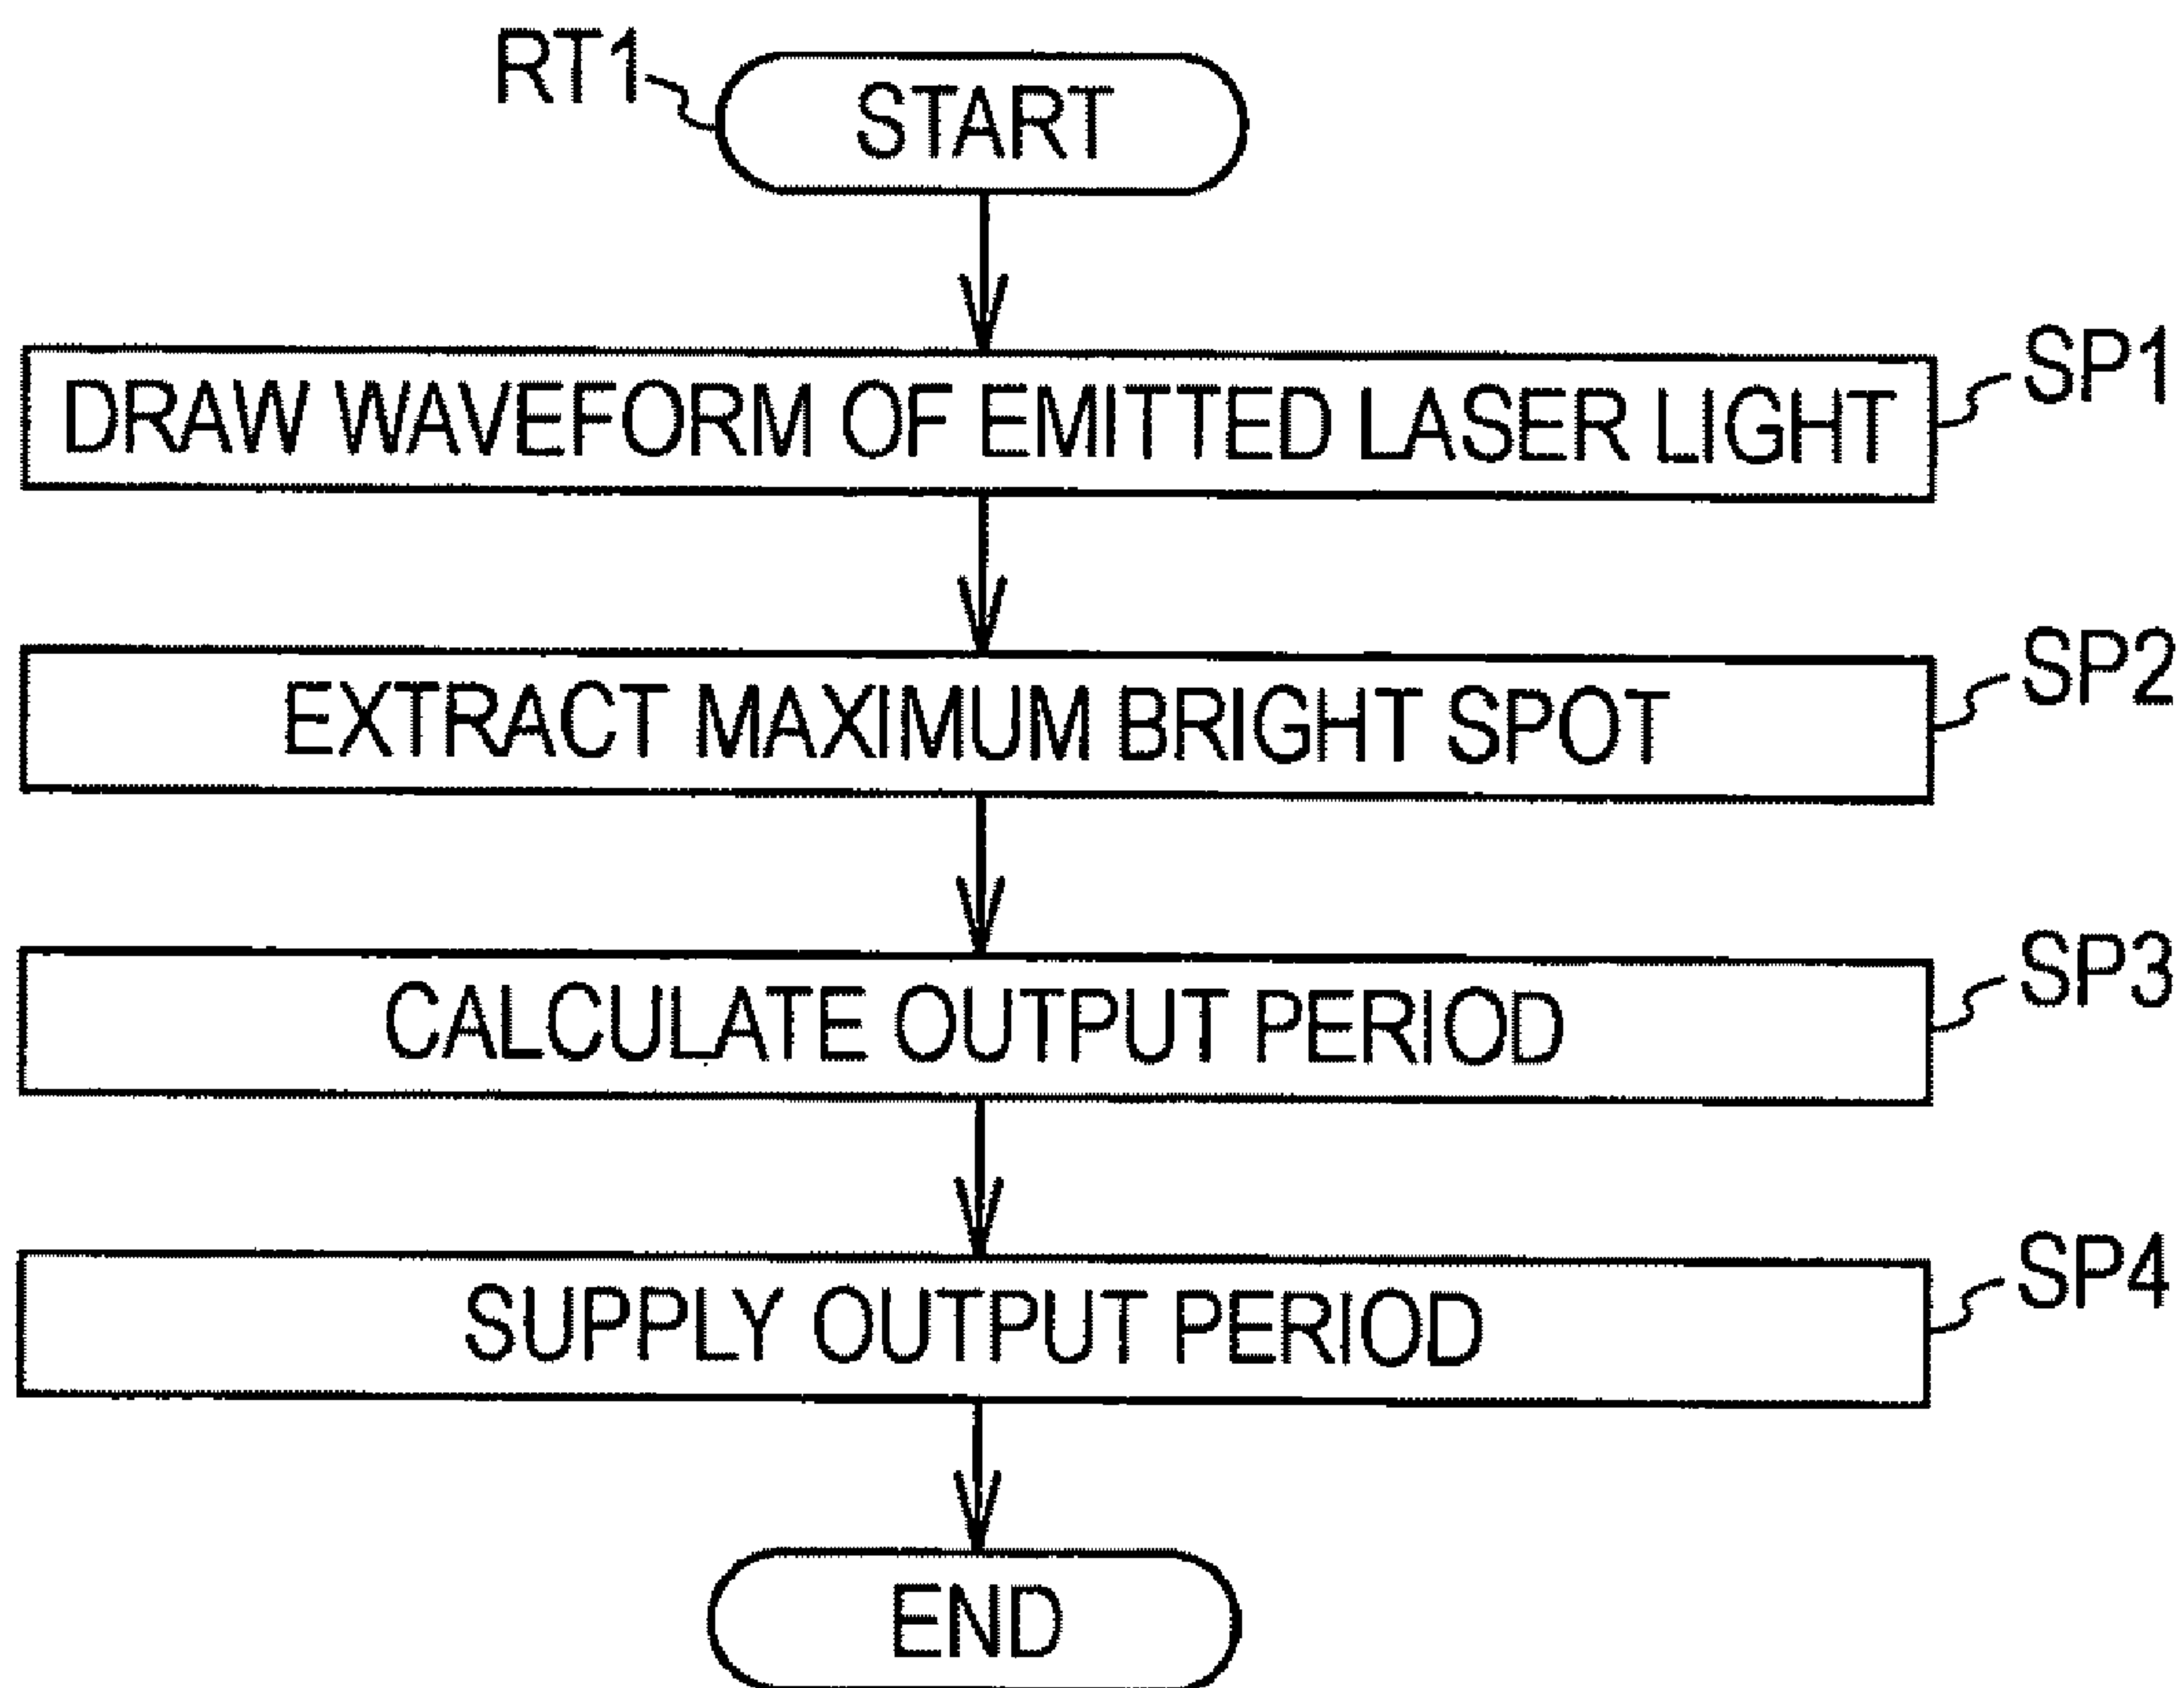 RT1
START
DRAW WAVEFORM OF EMITTED LASER LIGHT
SP1
EXTRACT MAXIMUM BRIGHT SPOT
SP2
CALCULATE OUTPUT PERIOD
SP3
SUPPLY OUTPUT PERIOD
SP4
END